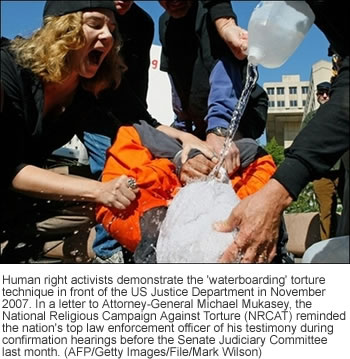 Human right activists demonstrate the 'waterboarding' torture
technique in front of the US Justice Department in November
2007. In a letter to Attorney-General Michael Mukasey, the
National Religious Campaign Against Torture (NRCAT) reminded
the nation's top law enforcement officer of his testimony during
confirmation hearings before the Senate Judiciary Committee
last month. (AFP/Getty Images/File/Mark Wilson)